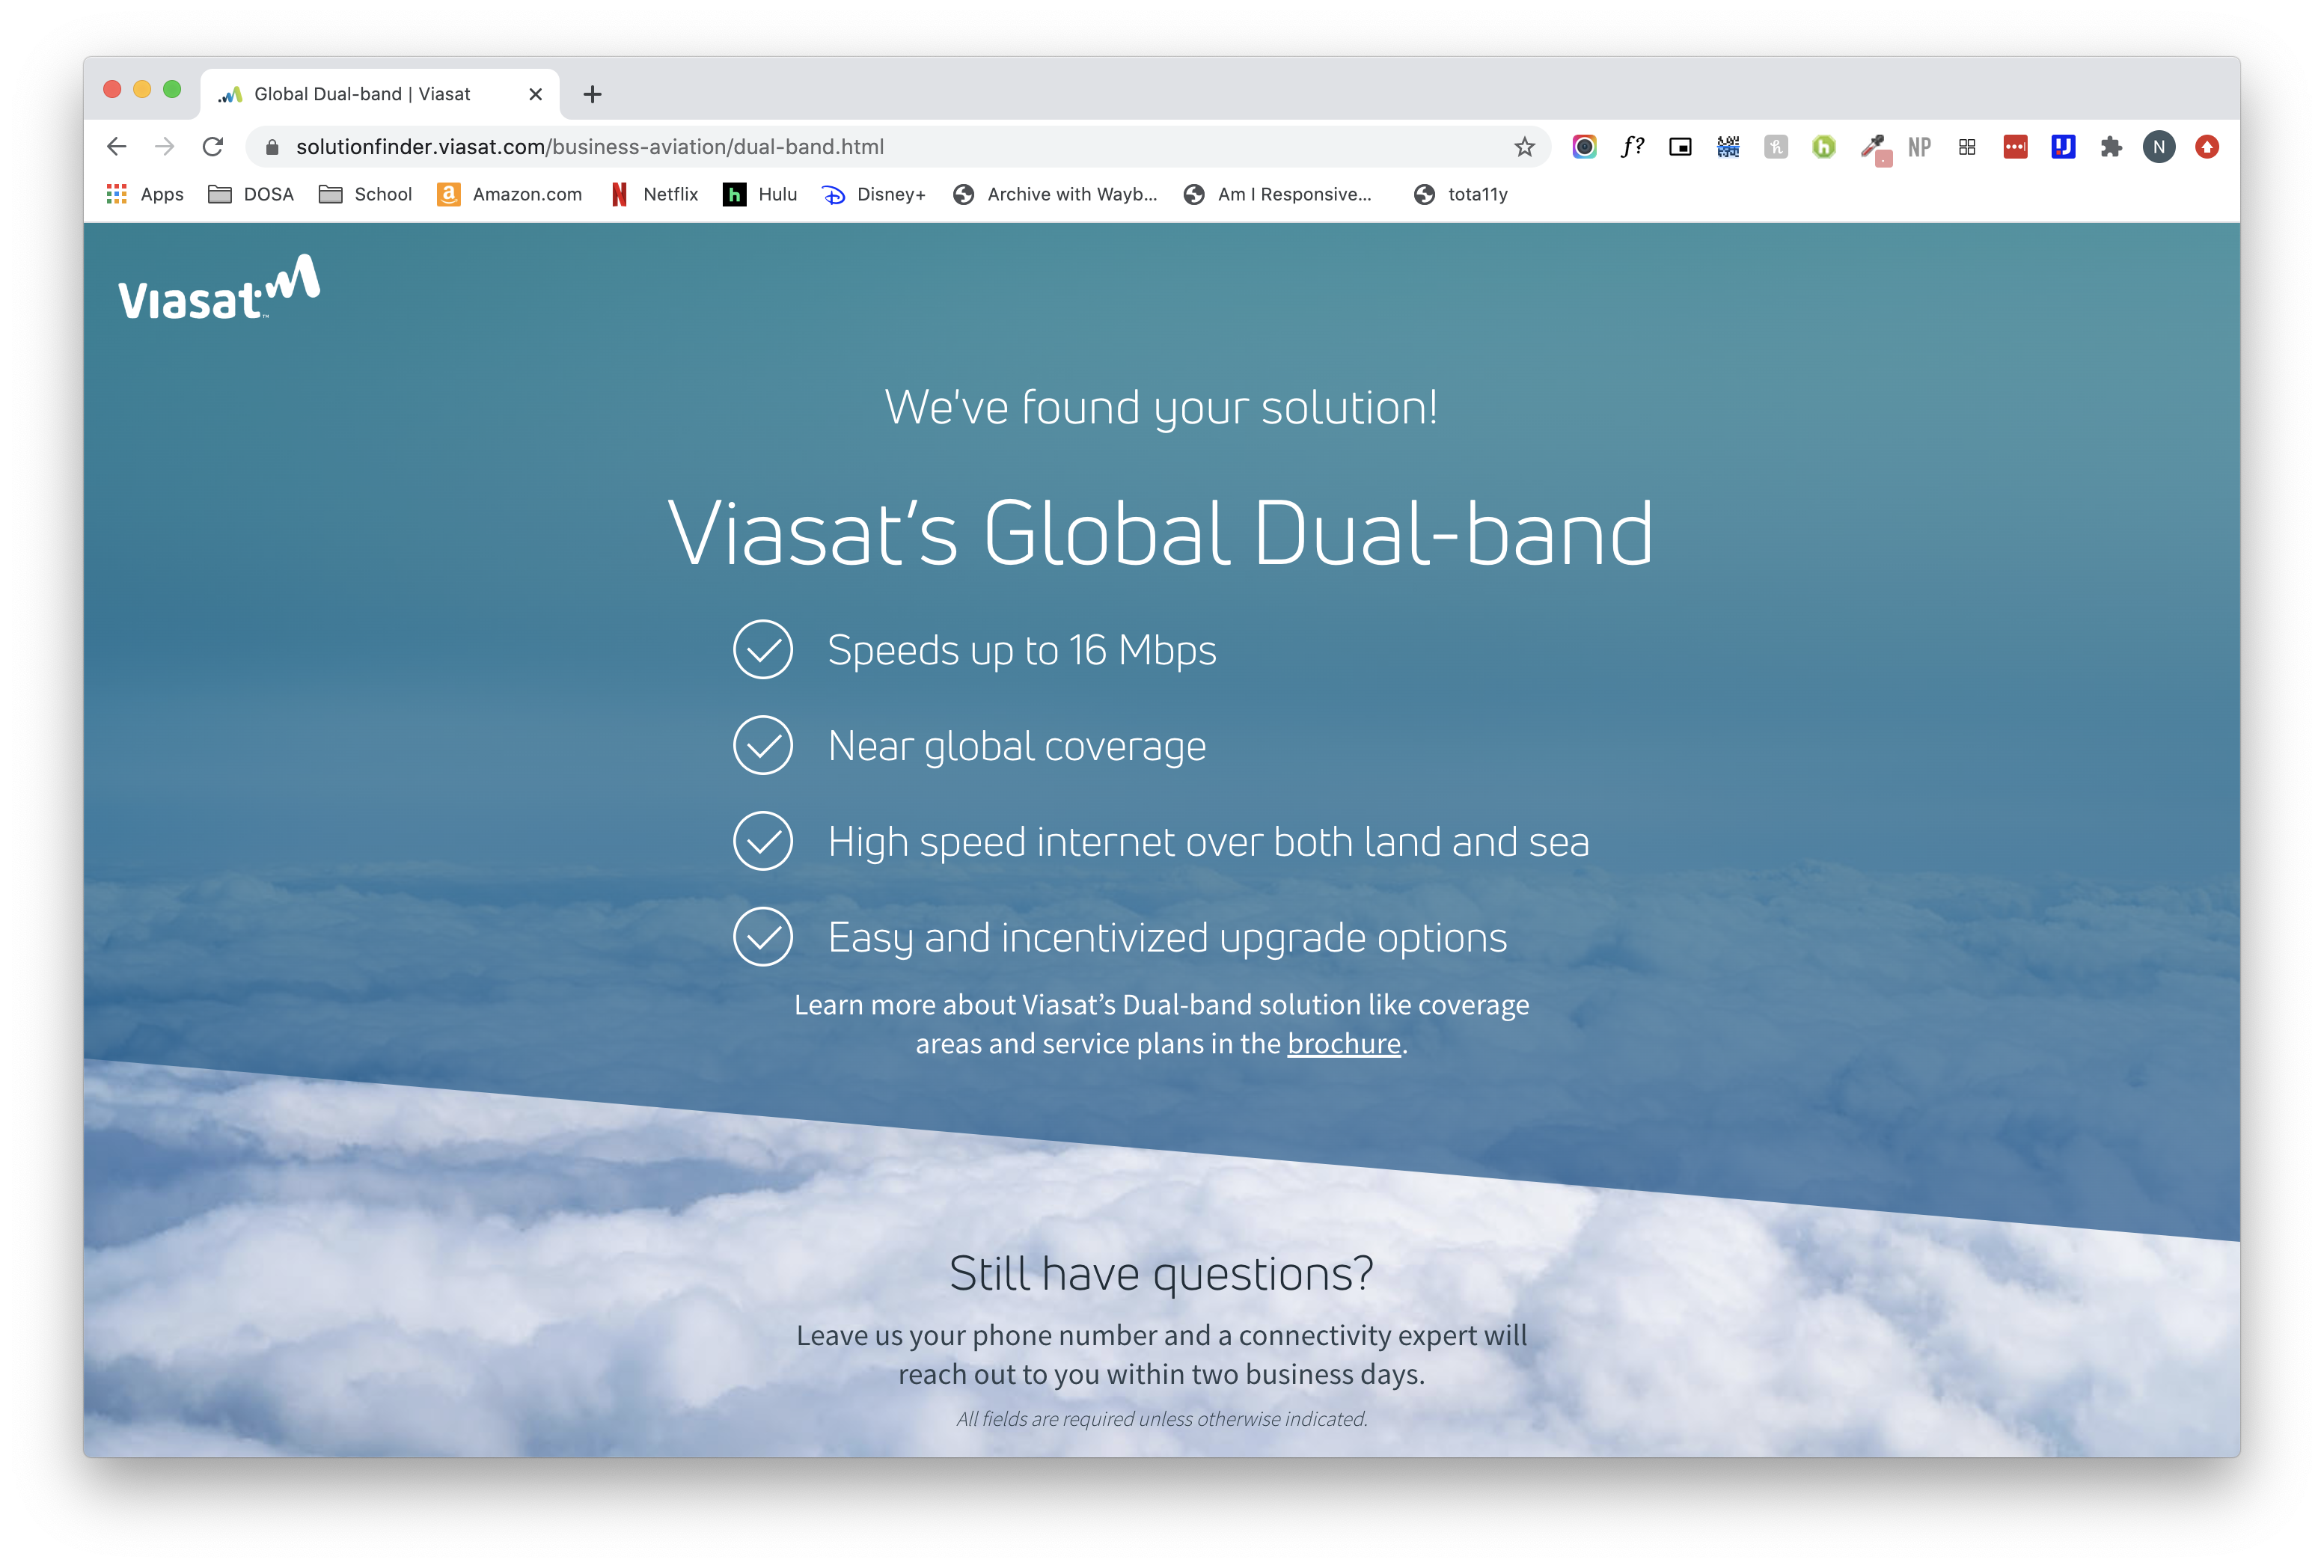 Global Dual-band | Viasat
solutionfinder.viasat.com/business-aviation/dual-band.html
f? NP N
Apps DOSA School Amazon.com Netflix Hulu Disney+ Archive with Wayb... Am I Responsive... tota11y
Viasat™
We've found your solution!
Viasat’s Global Dual-band
Speeds up to 16 Mbps
Near global coverage
High speed internet over both land and sea
Easy and incentivized upgrade options
Learn more about Viasat’s Dual-band solution like coverage
areas and service plans in the brochure.
Still have questions?
Leave us your phone number and a connectivity expert will
reach out to you within two business days.
All fields are required unless otherwise indicated.